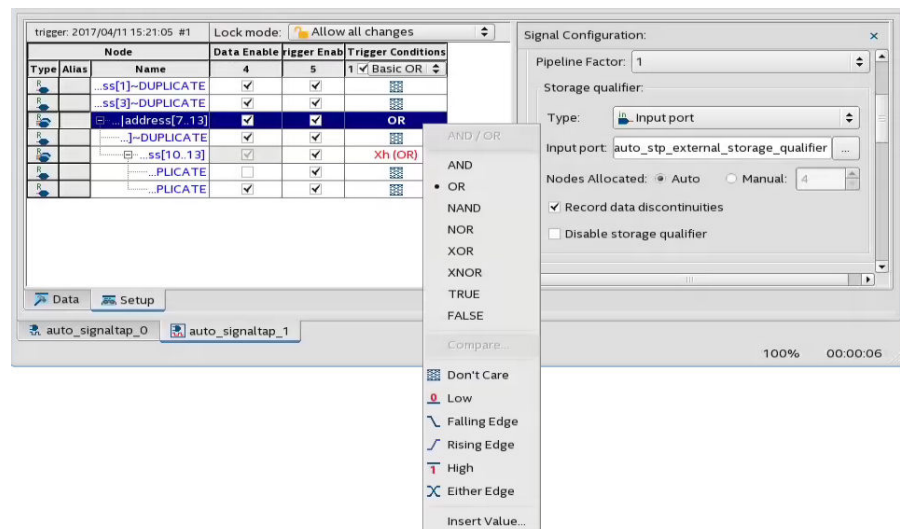 trigger: 2017/04/11 15:21:05 #1
Lock mode: Allow all changes
Node
Data Enable
rigger Enab
Trigger Conditions
Type
Alias
Name
4
5
1
Basic OR
R
...ss[1]~DUPLICATE
R
...ss[3]~DUPLICATE
R
...|address[7..13]
OR
R
...]~DUPLICATE
R
...ss[10..13]
Xh (OR)
R
...PLICATE
R
...PLICATE
Data
Setup
auto_signaltap_0
auto_signaltap_1
AND / OR
AND
OR
NAND
NOR
XOR
XNOR
TRUE
FALSE
Compare...
Don't Care
0 Low
Falling Edge
Rising Edge
1 High
Either Edge
Insert Value...
Signal Configuration:
Pipeline Factor: 1
Storage qualifier:
Type: in Input port
Input port: auto_stp_external_storage_qualifier ...
Nodes Allocated: Auto Manual: 4
Record data discontinuities
Disable storage qualifier
100% 00:00:06